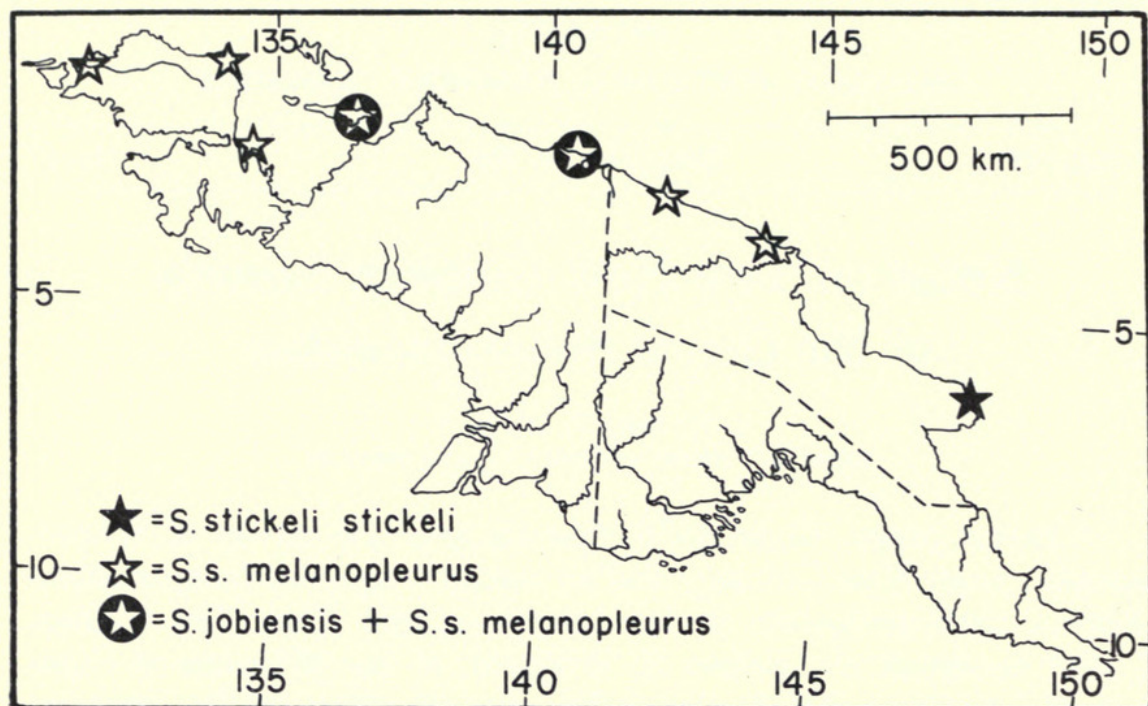 135 140 145 150
500 km.
5 5
★ = S. stickeli stickeli
☆ = S. s. melanopleurus
10
= S. jobiensis + S. s. melanopleurus
10
135 140 145 150